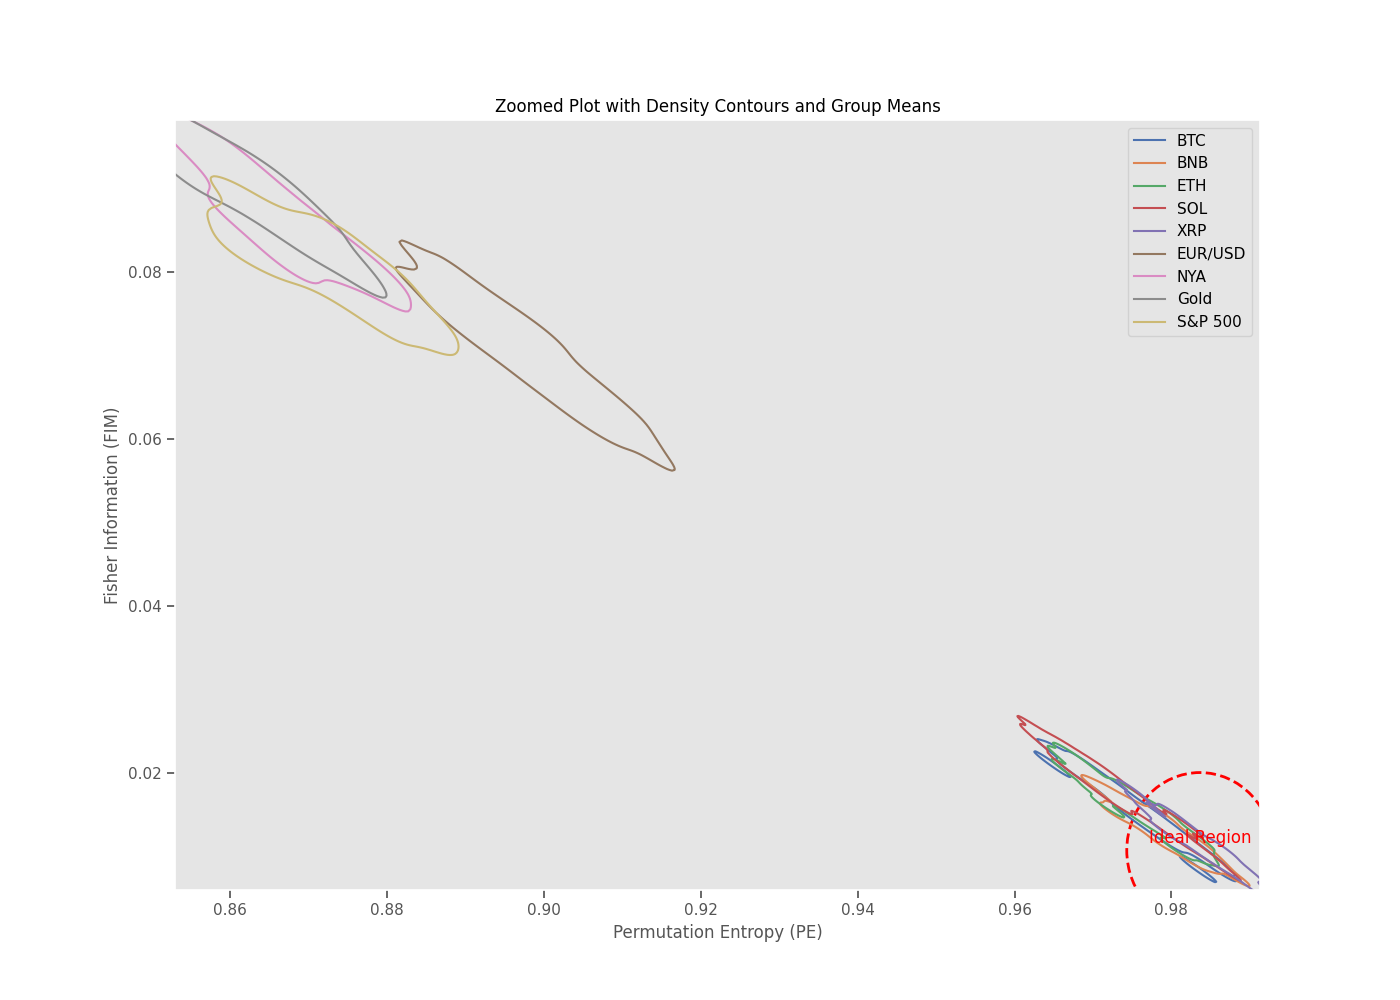 Zoomed Plot with Density Contours and Group Means
BTC
BNB
ETH
SOL
XRP
EUR/USD
NYA
Gold
S&P 500
Fisher Information (FIM)
0.08
0.06
0.04
0.02
Ideal Region
0.86 0.88 0.90 0.92 0.94 0.96 0.98
Permutation Entropy (PE)